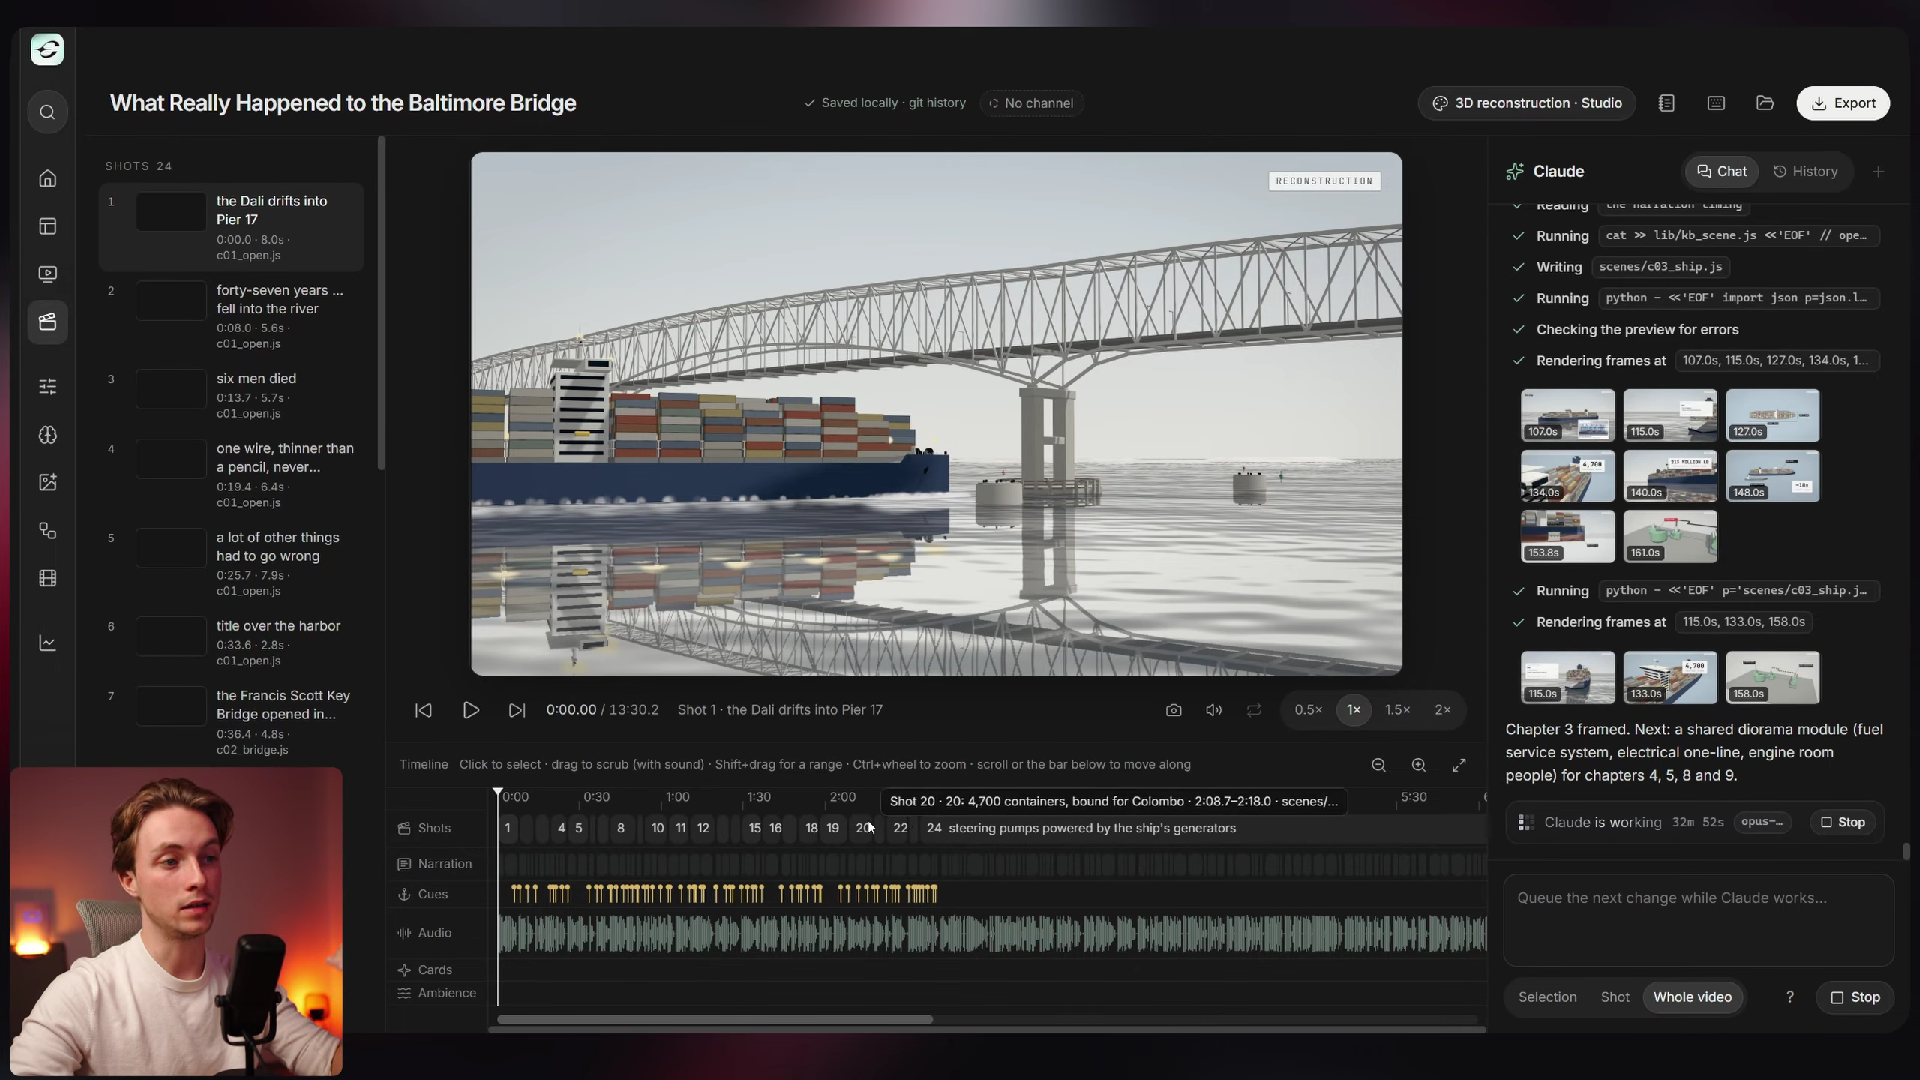 What Really Happened to the Baltimore Bridge
Saved locally · git history
No channel
3D reconstruction · Studio
Export
SHOTS 24
1
the Dali drifts into
Pier 17
0:00.0 · 8.0s ·
c01_open.js
2
forty-seven years ...
fell into the river
0:08.0 · 5.6s ·
c01_open.js
3
six men died
0:13.7 · 5.7s ·
c01_open.js
4
one wire, thinner than
a pencil, never...
0:19.4 · 6.4s ·
c01_open.js
5
a lot of other things
had to go wrong
0:25.7 · 7.9s ·
c01_open.js
6
title over the harbor
0:33.6 · 2.8s ·
c01_open.js
7
the Francis Scott Key
Bridge opened in...
0:36.4 · 4.8s ·
c02_bridge.js
RECONSTRUCTION
0:00.00 / 13:30.2
Shot 1 · the Dali drifts into Pier 17
0.5×
1×
1.5×
2×
Timeline
Click to select · drag to scrub (with sound) · Shift+drag for a range · Ctrl+wheel to zoom · scroll or the bar below to move along
0:00
0:30
1:00
1:30
2:00
5:30
Shot 20 · 20: 4,700 containers, bound for Colombo · 2:08.7–2:18.0 · scenes/...
Shots
1
4
5
8
10
11
12
15
16
18
19
20
22
24 steering pumps powered by the ship's generators
Narration
Cues
Audio
Cards
Ambience
Claude
Chat
History
Reading
the narration timing
Running
cat >> lib/kb_scene.js <<'EOF' // ope...
Writing
scenes/c03_ship.js
Running
python - <<'EOF' import json p=json.l...
Checking the preview for errors
Rendering frames at
107.0s, 115.0s, 127.0s, 134.0s, 1...
107.0s
115.0s
127.0s
4,700
134.0s
140.0s
148.0s
153.8s
161.0s
Running
python - <<'EOF' p='scenes/c03_ship.j...
Rendering frames at
115.0s, 133.0s, 158.0s
115.0s
4,700
133.0s
158.0s
Chapter 3 framed. Next: a shared diorama module (fuel
service system, electrical one-line, engine room
people) for chapters 4, 5, 8 and 9.
Claude is working
32m 52s
opus-...
Stop
Queue the next change while Claude works...
Selection
Shot
Whole video
?
Stop